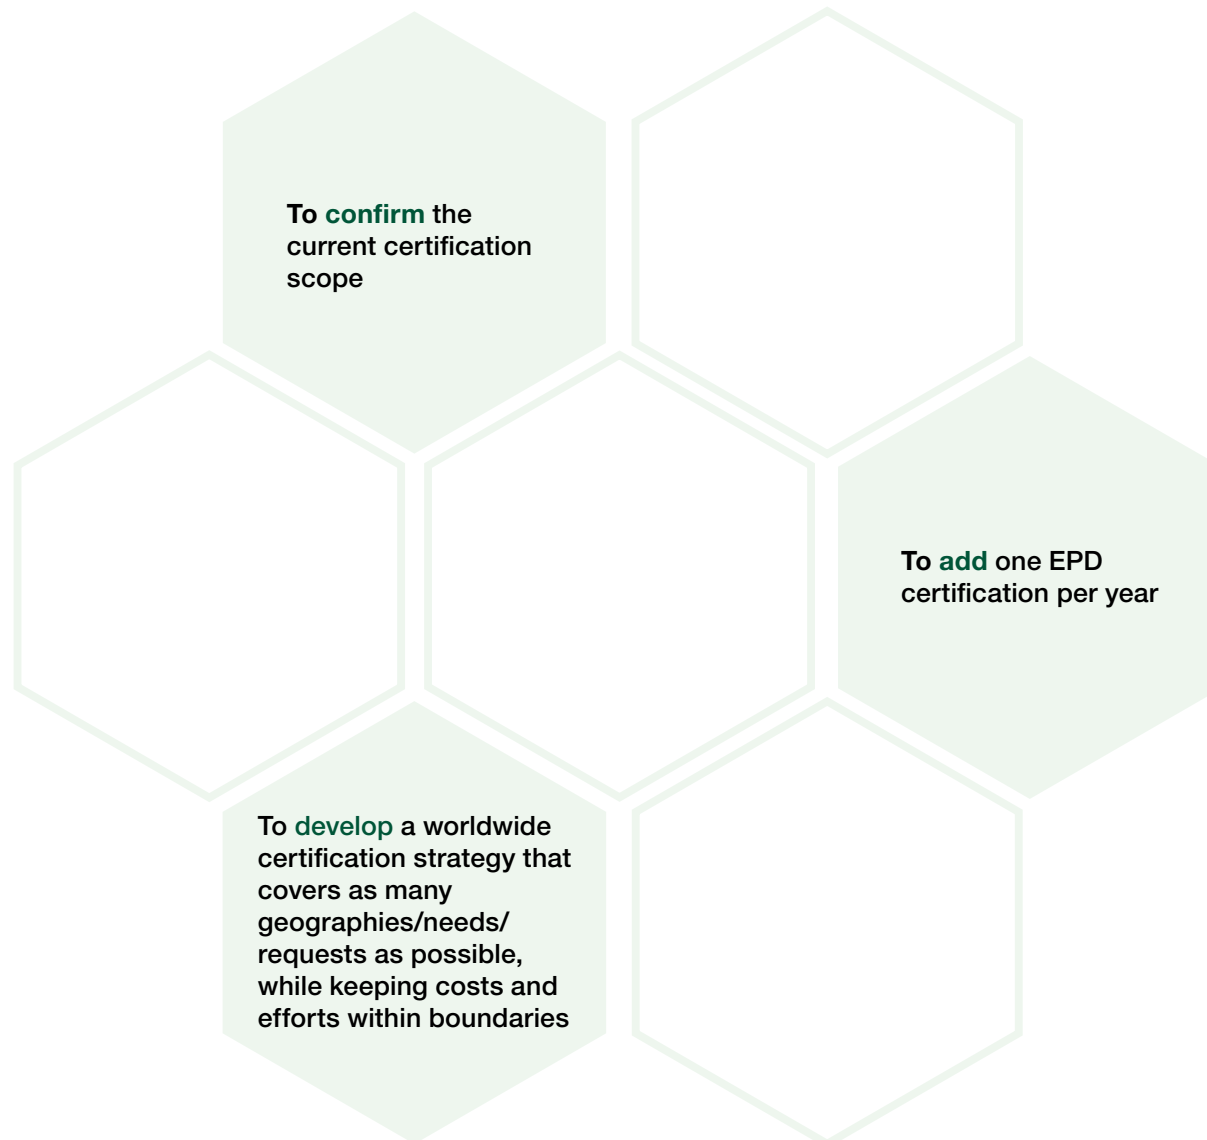 To confirm the
current certification
scope
To add one EPD
certification per year
To develop a worldwide
certification strategy that
covers as many
geographies/needs/
requests as possible,
while keeping costs and
efforts within boundaries